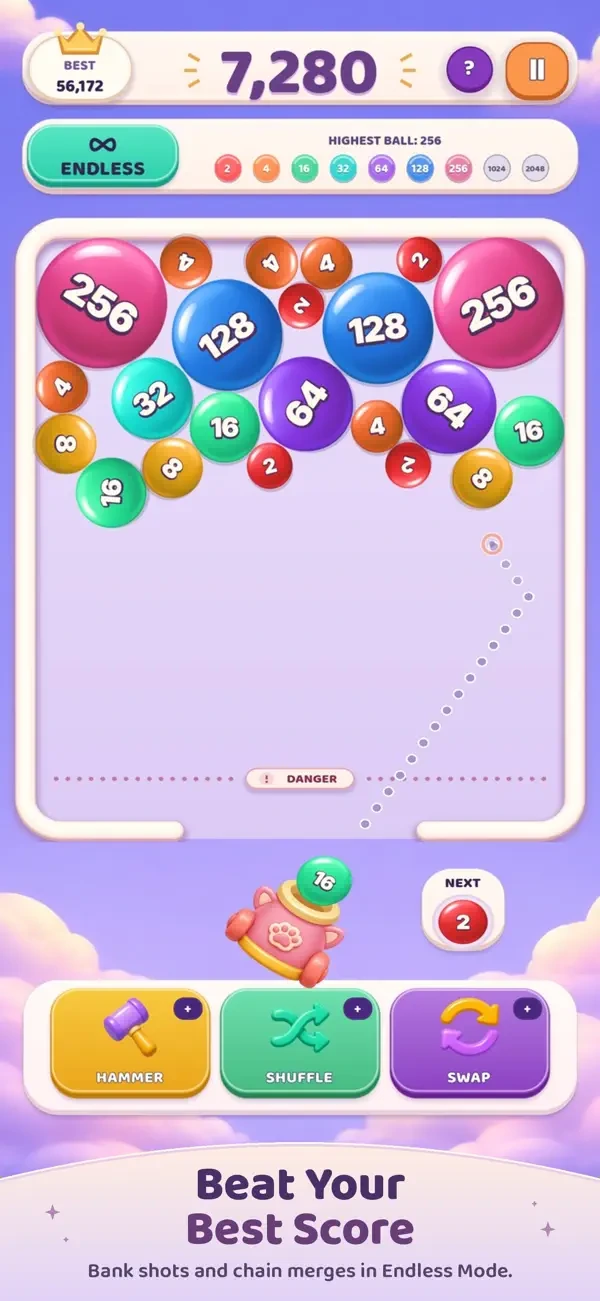 BEST
56,172
7,280
?
∞
ENDLESS
HIGHEST BALL: 256
2 4 16 32 64 128 256 1024 2048
256 4 4 4 2 256
128 2 128
4 32 16 64 4 64 16
8 8 2 2 8
16
! DANGER
16
NEXT
2
+ + +
HAMMER SHUFFLE SWAP
Beat Your
Best Score
Bank shots and chain merges in Endless Mode.